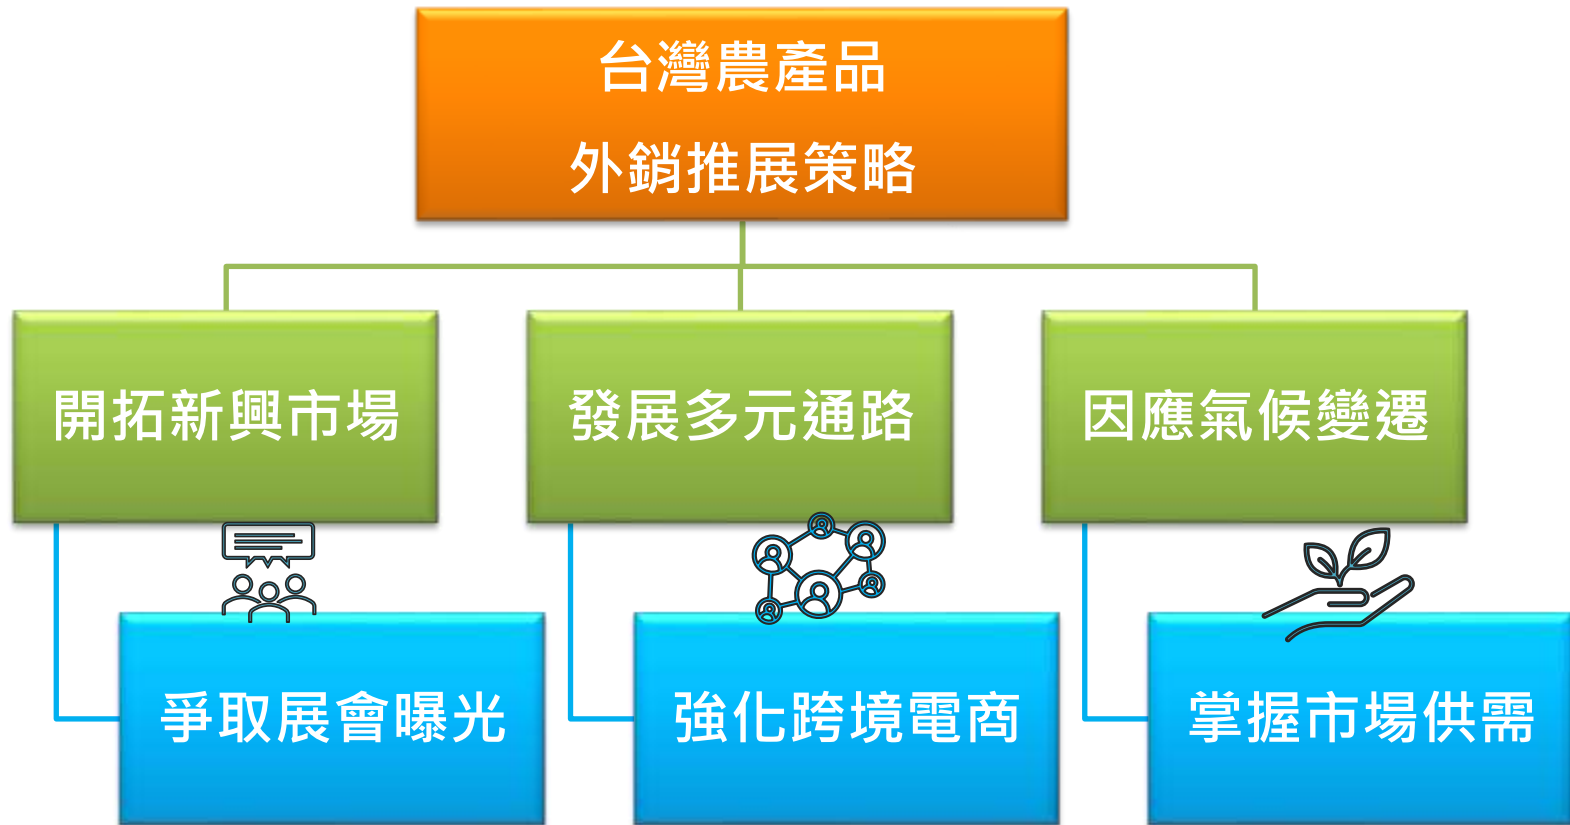 台灣農產品
外銷推展策略
開拓新興市場
發展多元通路
因應氣候變遷
爭取展會曝光
強化跨境電商
掌握市場供需